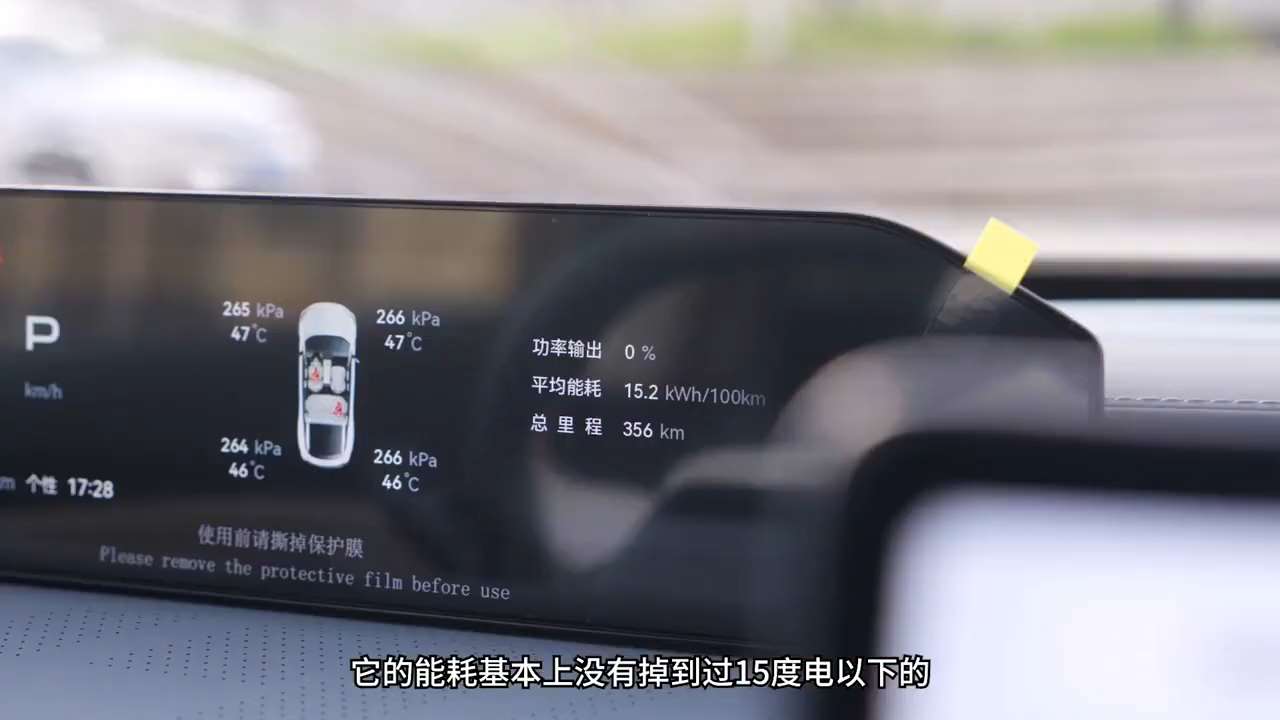 P
km/h
m 个性 17:28
265 kPa
47℃
266 kPa
47℃
264 kPa
46℃
266 kPa
46℃
功率输出 0 %
平均能耗 15.2 kWh/100km
总里程 356 km
使用前请撕掉保护膜
Please remove the protective film before use
它的能耗基本上没有掉到过15度电以下的